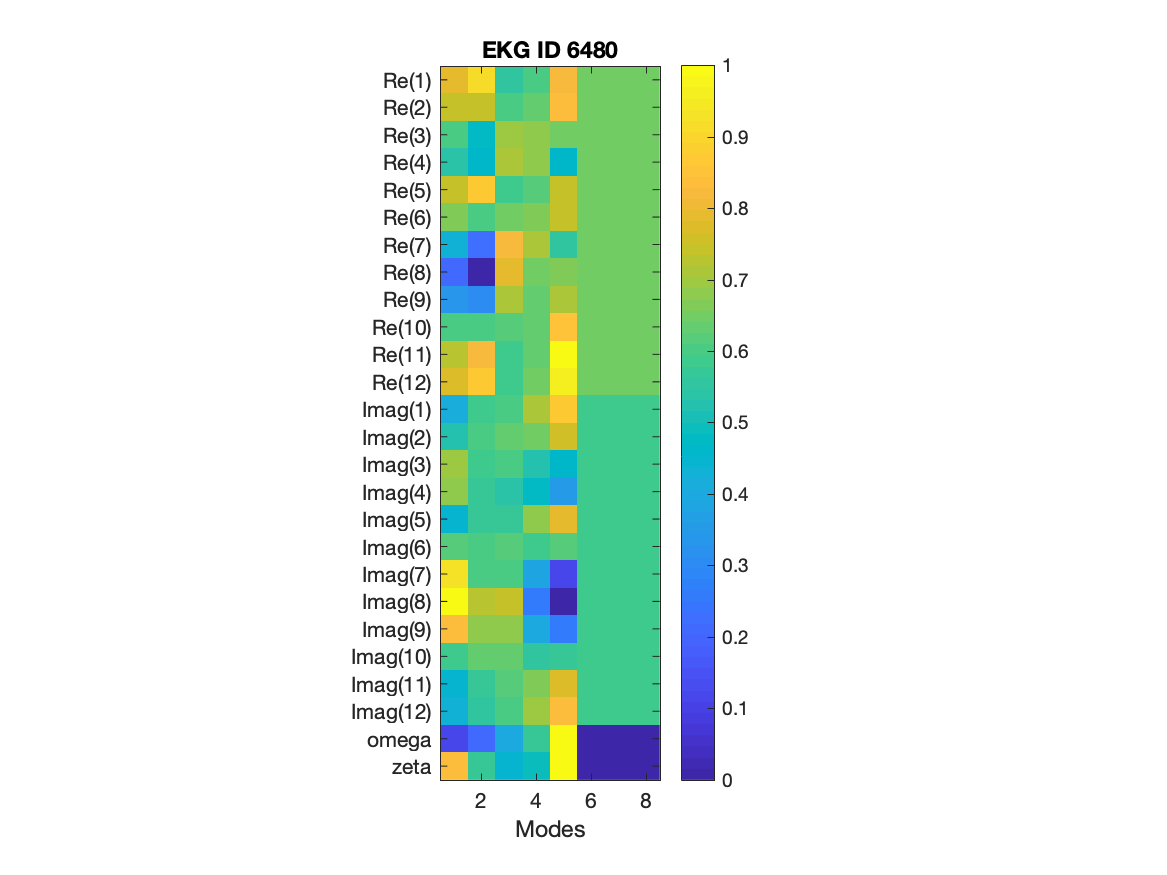 EKG ID 6480
Re(1)
Re(2)
Re(3)
Re(4)
Re(5)
Re(6)
Re(7)
Re(8)
Re(9)
Re(10)
Re(11)
Re(12)
Imag(1)
Imag(2)
Imag(3)
Imag(4)
Imag(5)
Imag(6)
Imag(7)
Imag(8)
Imag(9)
Imag(10)
Imag(11)
Imag(12)
omega
zeta
2 4 6 8
Modes
1
0.9
0.8
0.7
0.6
0.5
0.4
0.3
0.2
0.1
0